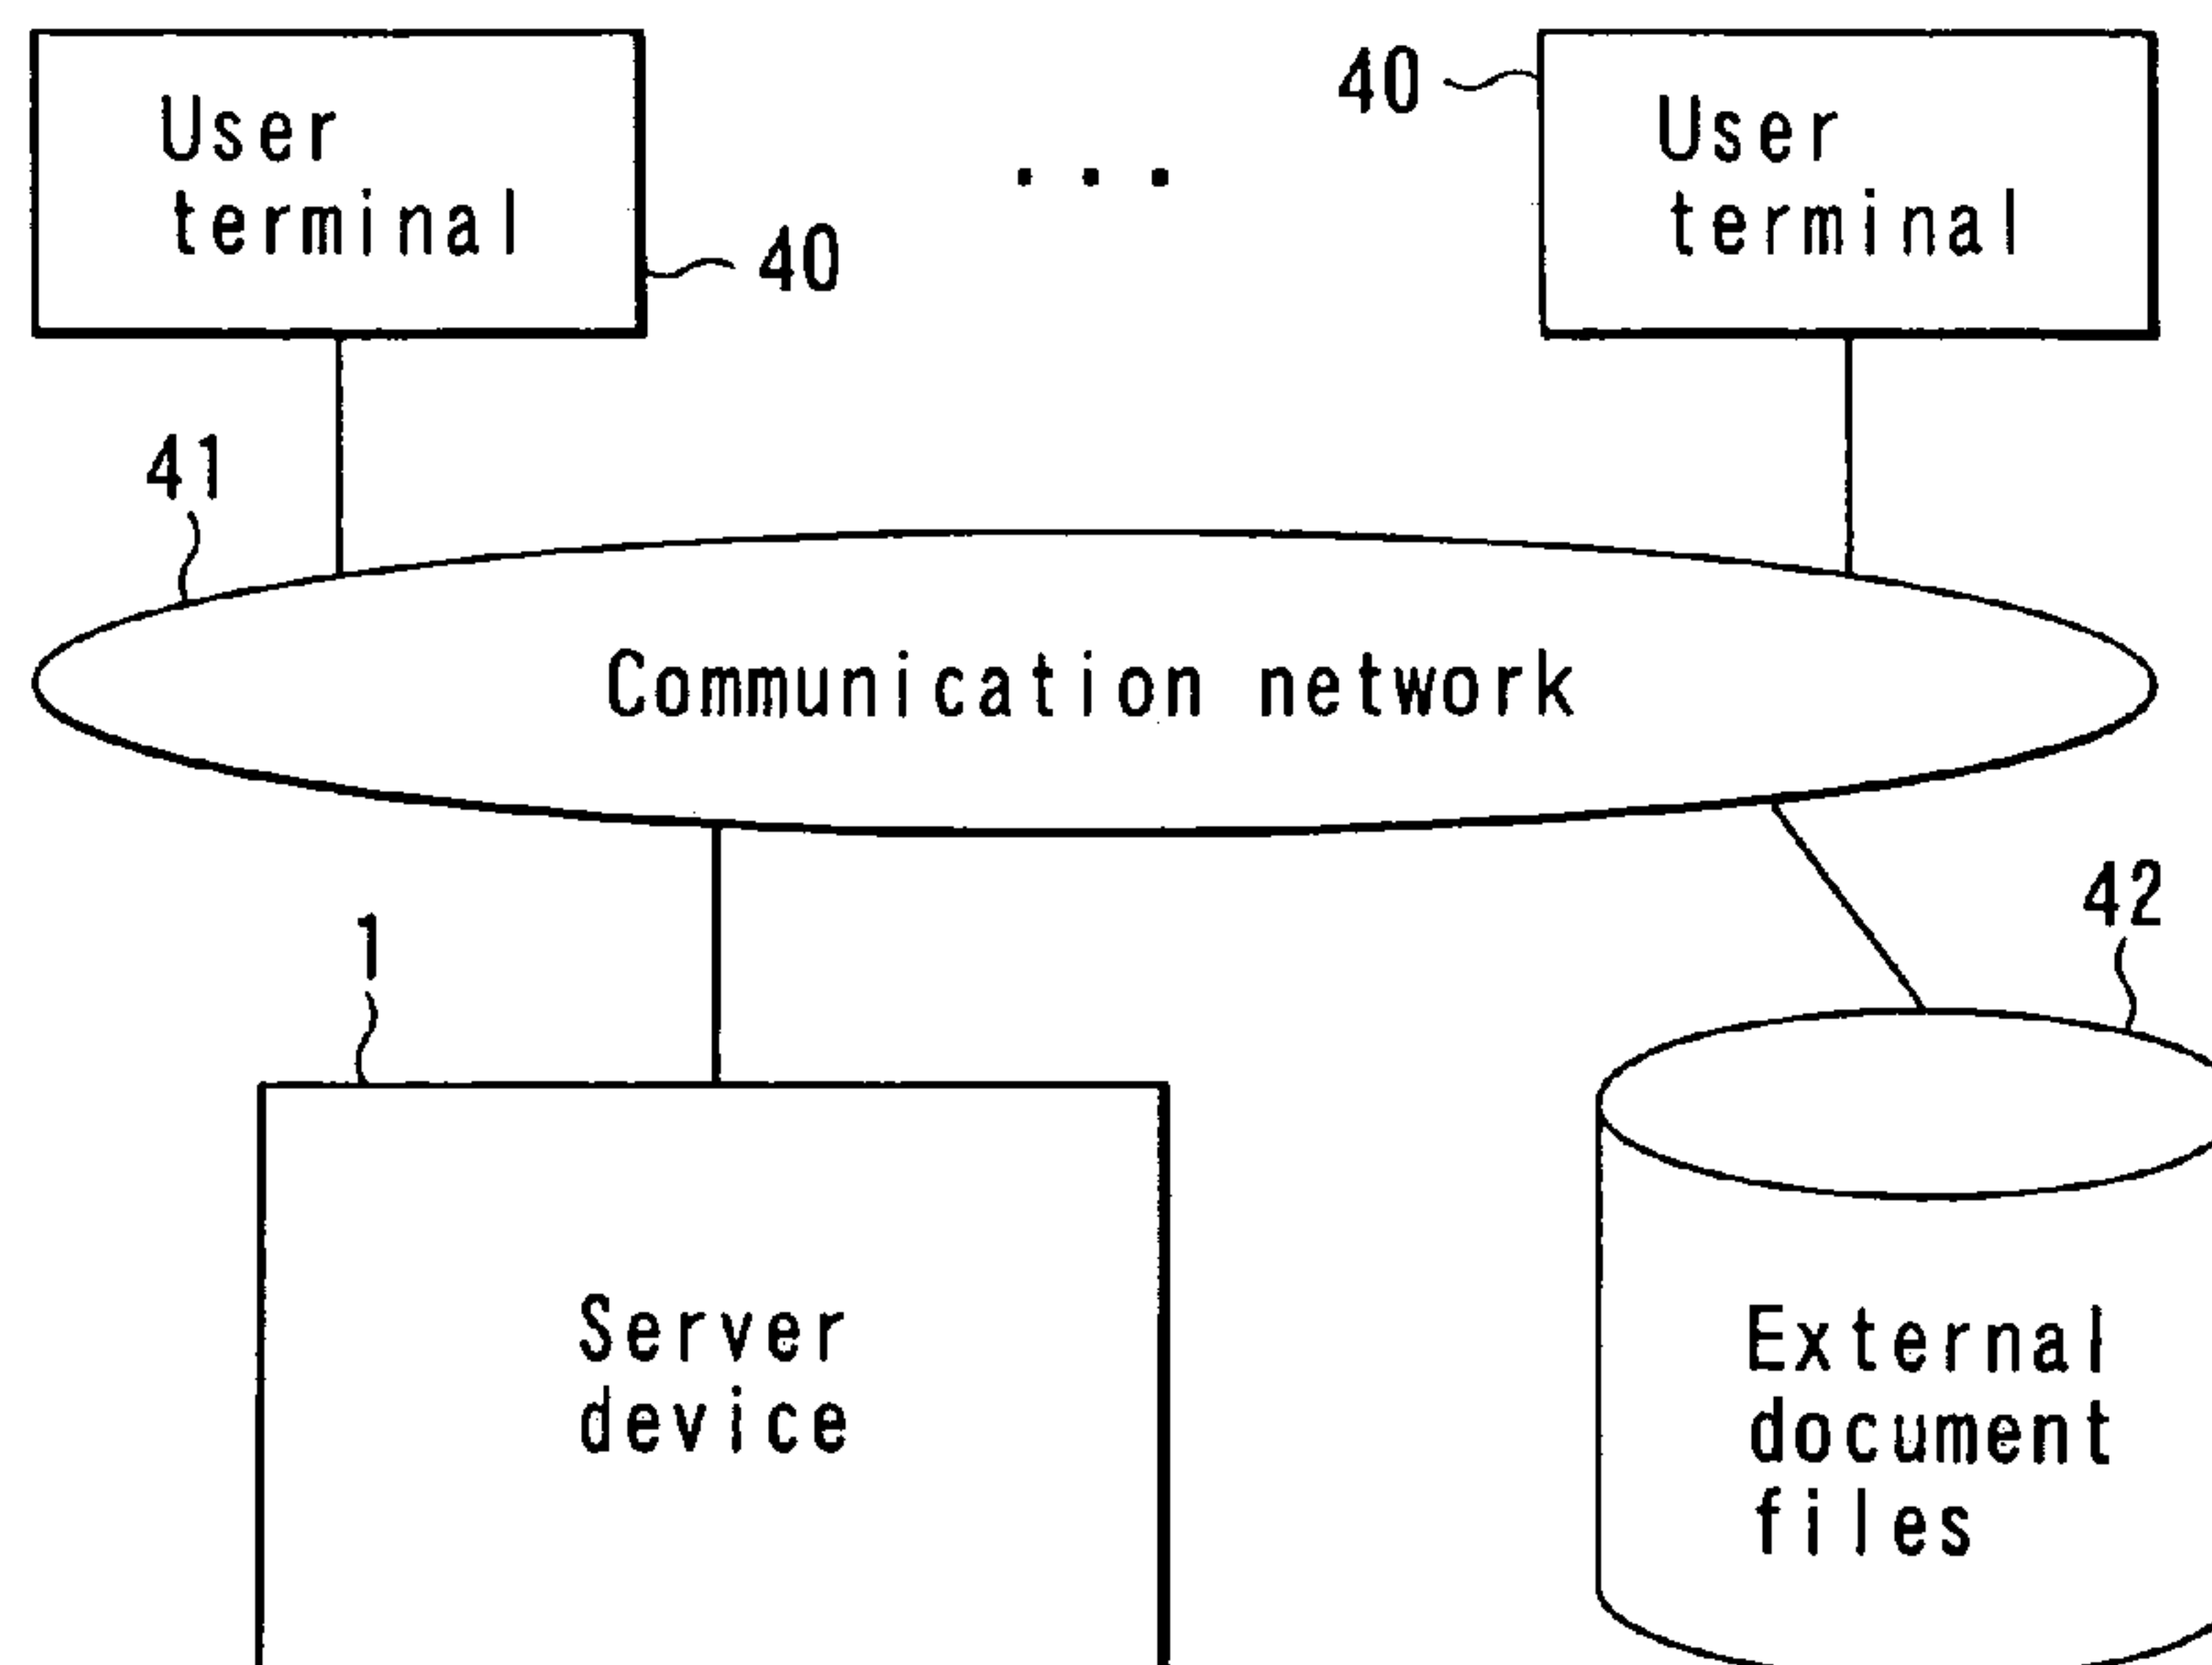 User
terminal
40
. . .
40
User
terminal
41
Communication network
1
42
Server
device
External
document
files